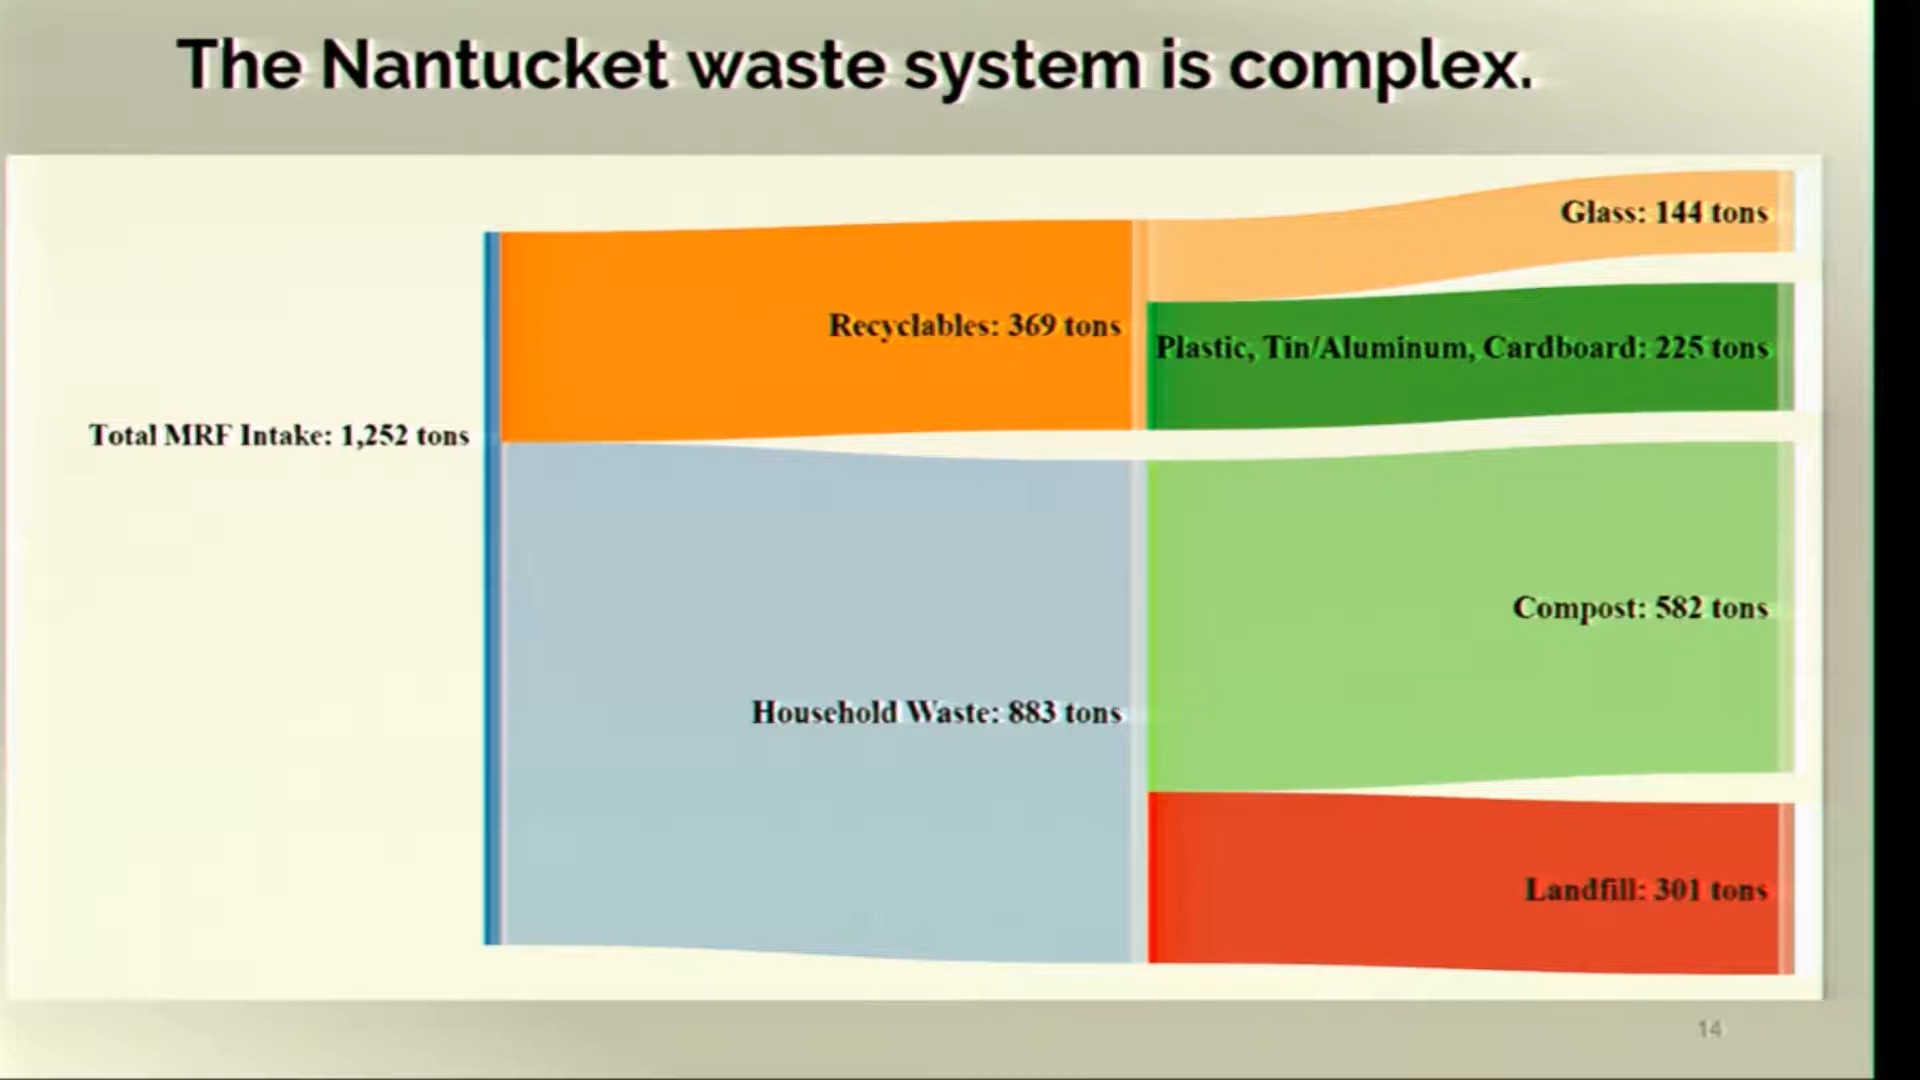 The Nantucket waste system is complex.
Glass: 144 tons
Recyclables: 369 tons
Plastic, Tin/Aluminum, Cardboard: 225 tons
Total MRF Intake: 1,252 tons
Compost: 582 tons
Household Waste: 883 tons
Landfill: 301 tons
14